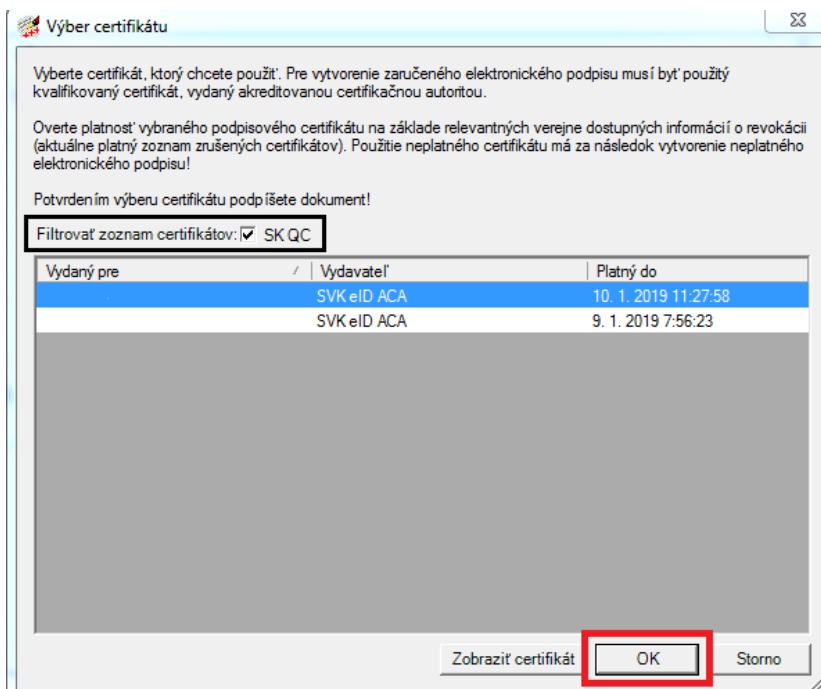 Výber certifikátu
Vyberte certifikát, ktorý chcete použiť. Pre vytvorenie zaručeného elektronického podpisu musí byť použitý
kvalifikovaný certifikát, vydaný akreditovanou certifikačnou autoritou.
Overte platnosť vybraného podpisového certifikátu na základe relevantných verejne dostupných informácií o revokácii
(aktuálne platný zoznam zrušených certifikátov). Použitie neplatného certifikátu má za následok vytvorenie neplatného
elektronického podpisu!
Potvrdením výberu certifikátu podpíšete dokument!
Filtrovať zoznam certifikátov: SK QC
Vydaný pre / Vydavateľ Platný do
SVK eID ACA 10. 1. 2019 11:27:58
SVK eID ACA 9. 1. 2019 7:56:23
Zobraziť certifikát OK Storno